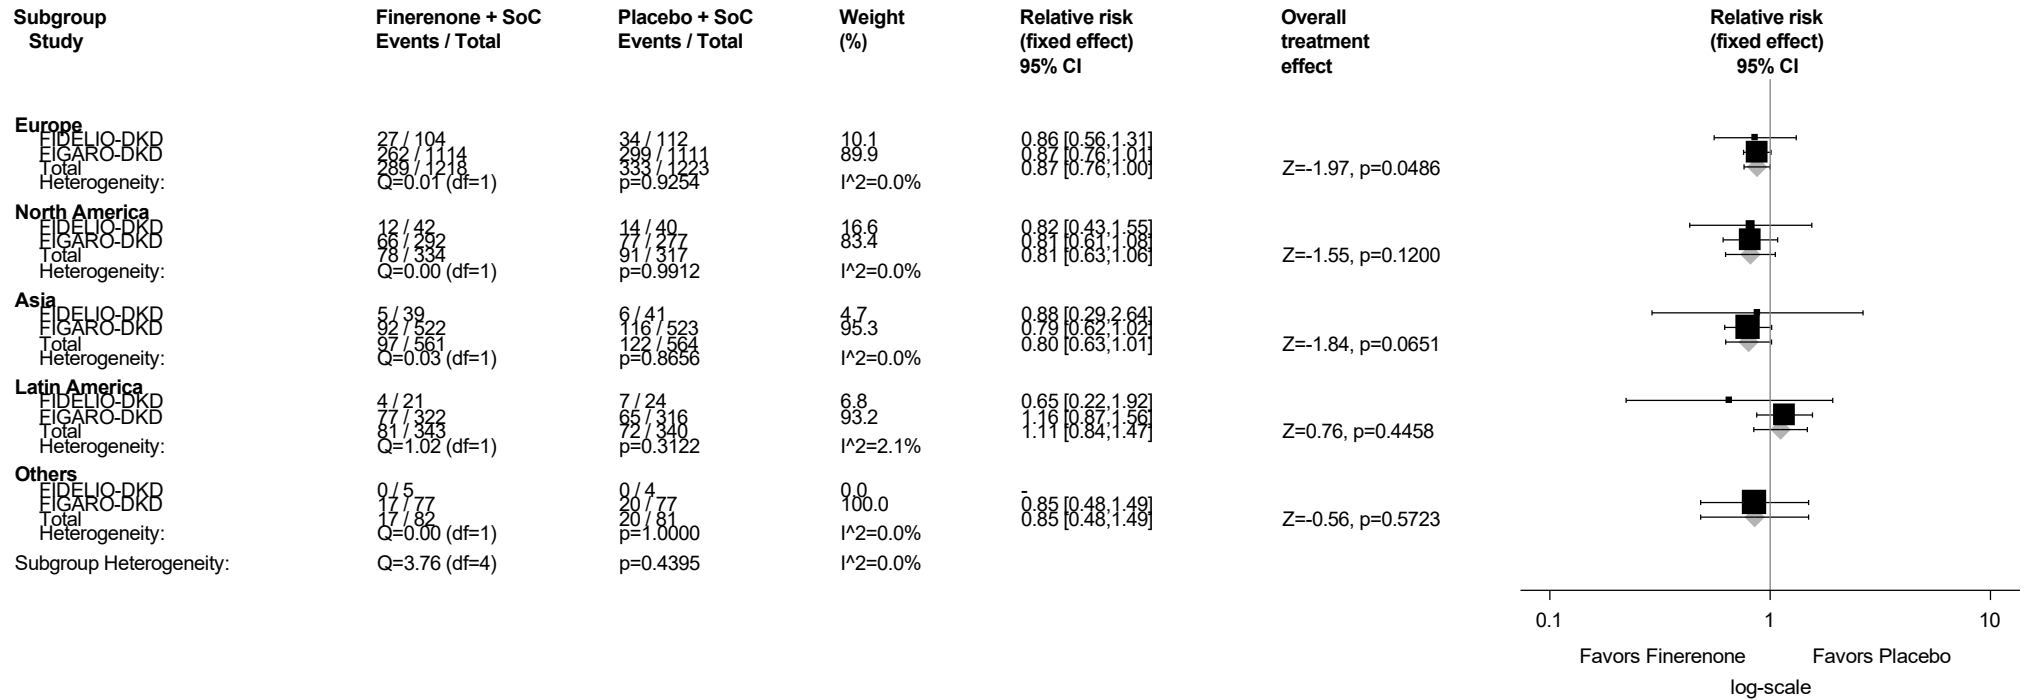 Subgroup Finerenone + SoC Placebo + SoC Weight Relative risk Overall Relative risk
Study Events / Total Events / Total (%) (fixed effect) treatment (fixed effect)
95% CI effect 95% CI
Europe
FIDELIO-DKD 27 / 104 34 / 112 10.1 0.86 [0.56,1.31]
FIGARO-DKD 262 / 1114 299 / 1111 89.9 0.87 [0.76,1.01]
Total 289 / 1218 333 / 1223 0.87 [0.76,1.00] Z=-1.97, p=0.0486
Heterogeneity: Q=0.01 (df=1) p=0.9254 I^2=0.0%
North America
FIDELIO-DKD 12 / 42 14 / 40 16.6 0.82 [0.43,1.55]
FIGARO-DKD 66 / 292 77 / 277 83.4 0.81 [0.61,1.08]
Total 78 / 334 91 / 317 0.81 [0.63,1.06] Z=-1.55, p=0.1200
Heterogeneity: Q=0.00 (df=1) p=0.9912 I^2=0.0%
Asia
FIDELIO-DKD 5 / 39 6 / 41 4.7 0.88 [0.29,2.64]
FIGARO-DKD 92 / 522 116 / 523 95.3 0.79 [0.62,1.02]
Total 97 / 561 122 / 564 0.80 [0.63,1.01] Z=-1.84, p=0.0651
Heterogeneity: Q=0.03 (df=1) p=0.8656 I^2=0.0%
Latin America
FIDELIO-DKD 4 / 21 7 / 24 6.8 0.65 [0.22,1.92]
FIGARO-DKD 77 / 322 65 / 316 93.2 1.16 [0.87,1.56]
Total 81 / 343 72 / 340 1.11 [0.84,1.47] Z=0.76, p=0.4458
Heterogeneity: Q=1.02 (df=1) p=0.3122 I^2=2.1%
Others
FIDELIO-DKD 0 / 5 0 / 4 0.0 -
FIGARO-DKD 17 / 77 20 / 77 100.0 0.85 [0.48,1.49]
Total 17 / 82 20 / 81 0.85 [0.48,1.49] Z=-0.56, p=0.5723
Heterogeneity: Q=0.00 (df=1) p=1.0000 I^2=0.0%
Subgroup Heterogeneity: Q=3.76 (df=4) p=0.4395 I^2=0.0%
0.1 1 10
Favors Finerenone Favors Placebo
log-scale